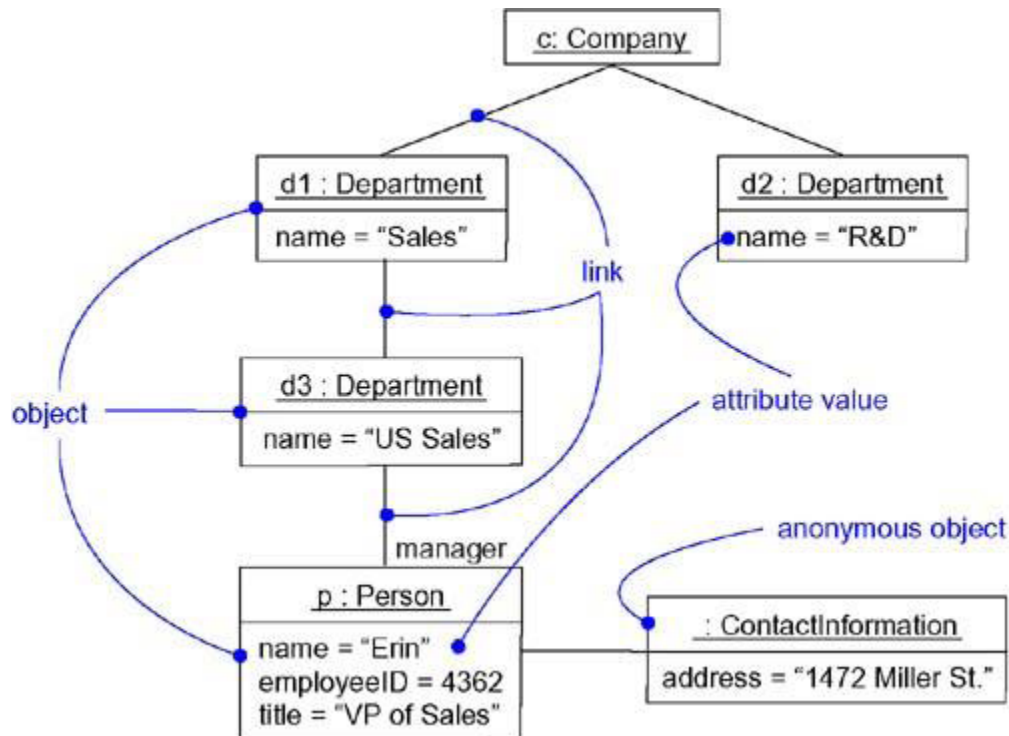 c: Company
d1 : Department
name = “Sales”
d2 : Department
name = “R&D”
link
d3 : Department
name = “US Sales”
object
attribute value
manager
anonymous object
p : Person
name = “Erin”
employeeID = 4362
title = “VP of Sales”
: ContactInformation
address = “1472 Miller St.”